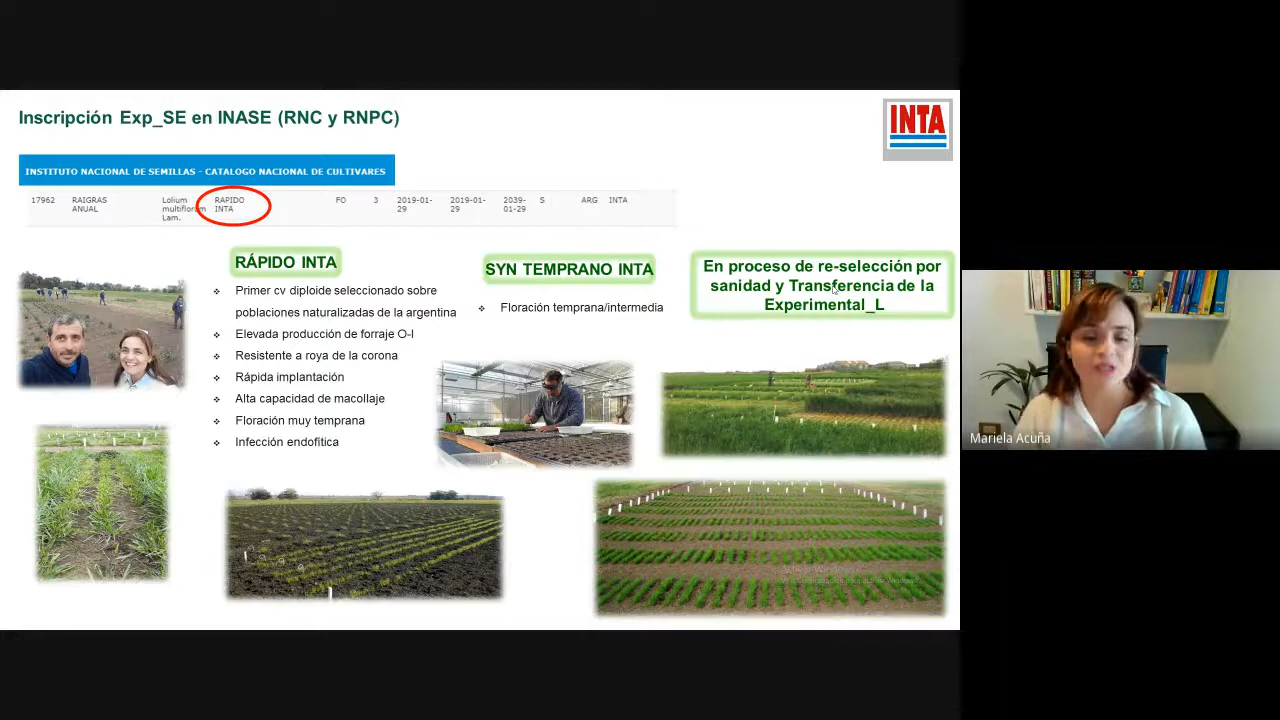 Inscripción Exp_SE en INASE (RNC y RNPC)
INTA
INSTITUTO NACIONAL DE SEMILLAS - CATALOGO NACIONAL DE CULTIVARES
17962 RAIGRAS ANUAL Lolium multiflorum Lam. RAPIDO INTA FO 3 2019-01-29 2019-01-29 2039-01-29 S ARG INTA
RÁPIDO INTA
❖ Primer cv diploide seleccionado sobre
poblaciones naturalizadas de la argentina
❖ Elevada producción de forraje O-I
❖ Resistente a roya de la corona
❖ Rápida implantación
❖ Alta capacidad de macollaje
❖ Floración muy temprana
❖ Infección endofítica
SYN TEMPRANO INTA
❖ Floración temprana/intermedia
En proceso de re-selección por
sanidad y Transferencia de la
Experimental_L
Mariela Acuña